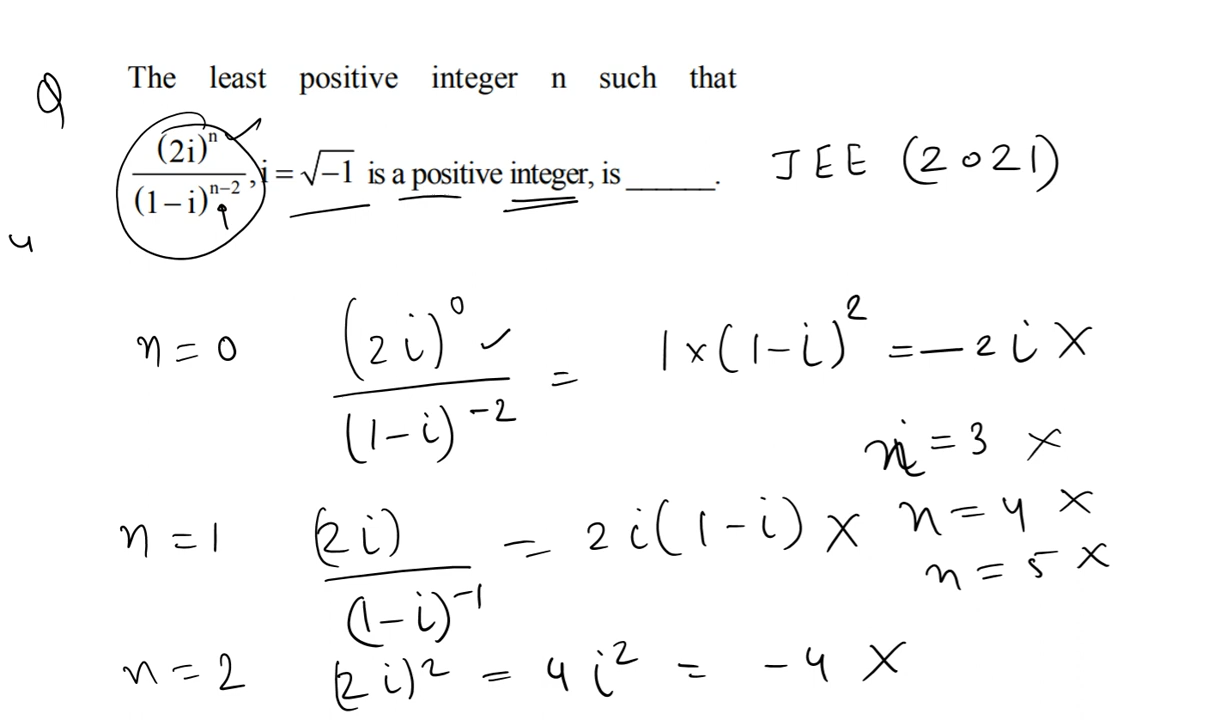 Q The least positive integer n such that
(2i)ⁿ / (1–i)ⁿ⁻², i = √–1 is a positive integer, is ______. JEE (2021)
4
n = 0 (2i)⁰ / (1-i)⁻² = 1×(1-i)² = -2i ×
n = 3 ×
n = 1 (2i) / (1-i)⁻¹ = 2i(1-i) × n = 4 ×
n = 5 ×
n = 2 (2i)² = 4i² = -4 ×